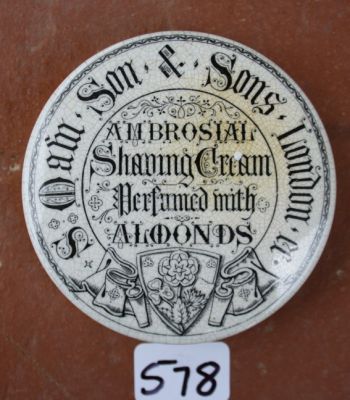 S. Maw · Son · & · Sons · London · E.
AMBROSIAL
Shaving Cream
Perfumed with
ALMONDS
578